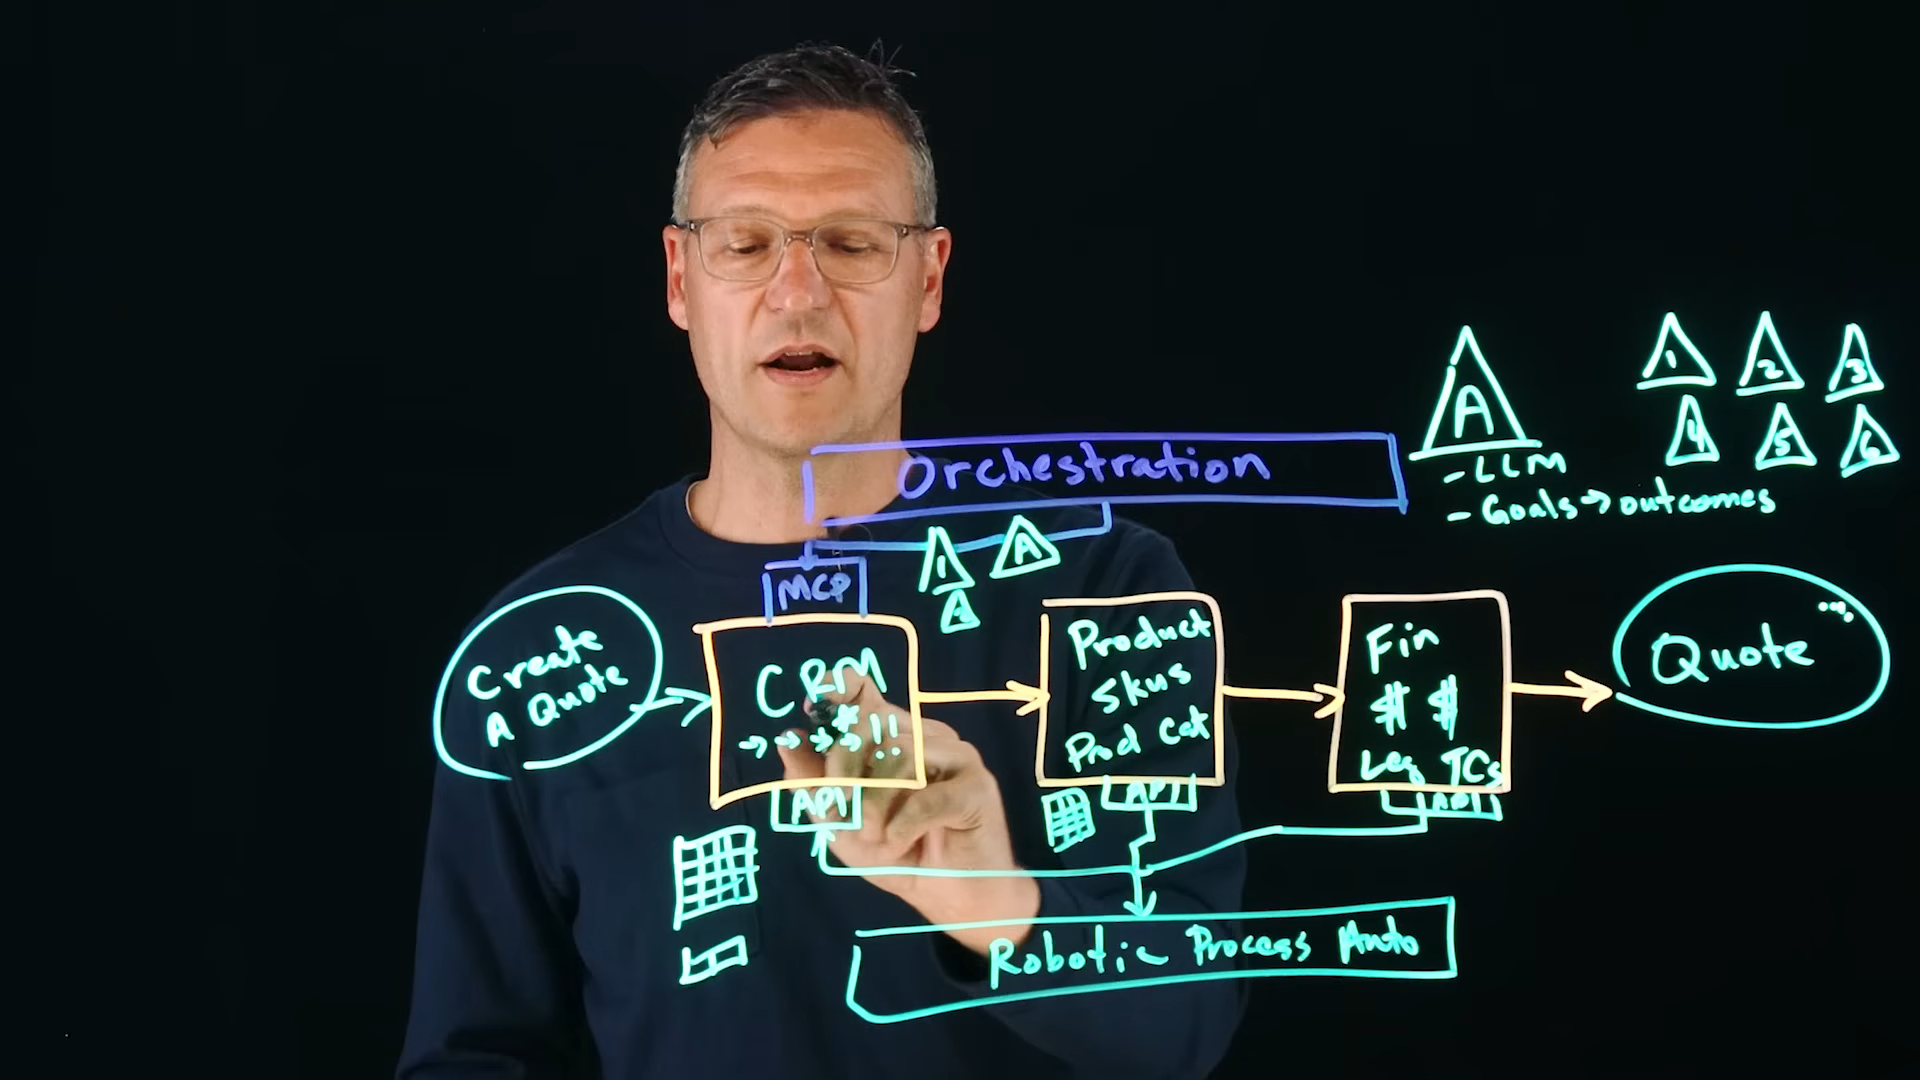 Orchestration
A
1
2
3
4
5
6
- LLM
- Goals → outcomes
1
A
A
MCP
Create
A Quote
CRM
→ → → → !!
API
Product
Skus
Prod Cat
API
Fin
$ $
Leg TCs
API
Quote
Robotic Process Auto